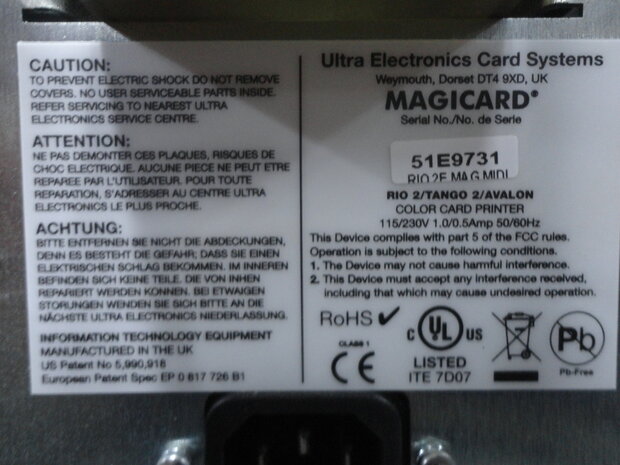 CAUTION:
TO PREVENT ELECTRIC SHOCK DO NOT REMOVE
COVERS. NO USER SERVICEABLE PARTS INSIDE.
REFER SERVICING TO NEAREST ULTRA
ELECTRONICS SERVICE CENTRE.
ATTENTION:
NE PAS DEMONTER CES PLAQUES, RISQUES DE
CHOC ELECTRIQUE. AUCUNE PIECE NE PEUT ETRE
REPAREE PAR L'UTILISATEUR. POUR TOUTE
REPARATION, S'ADRESSER AU CENTRE ULTRA
ELECTRONICS LE PLUS PROCHE.
ACHTUNG:
BITTE ENTFERNEN SIE NICHT DIE ABDECKUNGEN,
DENN ES BESTEHT DIE GEFAHR; DASS SIE EINEN
ELEKTRISCHEN SCHLAG BEKOMMEN. IM INNEREN
BEFINDEN SICH KEINE TEILE. DIE VON IHNEN
REPARIERT WERDEN KONNEN. BEI ETWAIGEN
STORUNGEN WENDEN SIE SICH BITTE AN DIE
NÄCHSTE ULTRA ELECTRONICS NIEDERLASSUNG.
INFORMATION TECHNOLOGY EQUIPMENT
MANUFACTURED IN THE UK
US Patent No 5,990,918
European Patent Spec EP 0 817 726 B1
Ultra Electronics Card Systems
Weymouth, Dorset DT4 9XD, UK
MAGICARD®
Serial No./No. de Serie
51E9731
RIO 2E MAG MIDI
RIO 2/TANGO 2/AVALON
COLOR CARD PRINTER
115/230V 1.0/0.5Amp 50/60Hz
This Device complies with part 5 of the FCC rules.
Operation is subject to the following conditions.
1. The Device may not cause harmful interference.
2. This Device must accept any interference received,
including that which may cause undesired operation.
RoHS ✔
CLASS 1
CE
C UL US
LISTED
ITE 7D07
Pb
Pb-Free